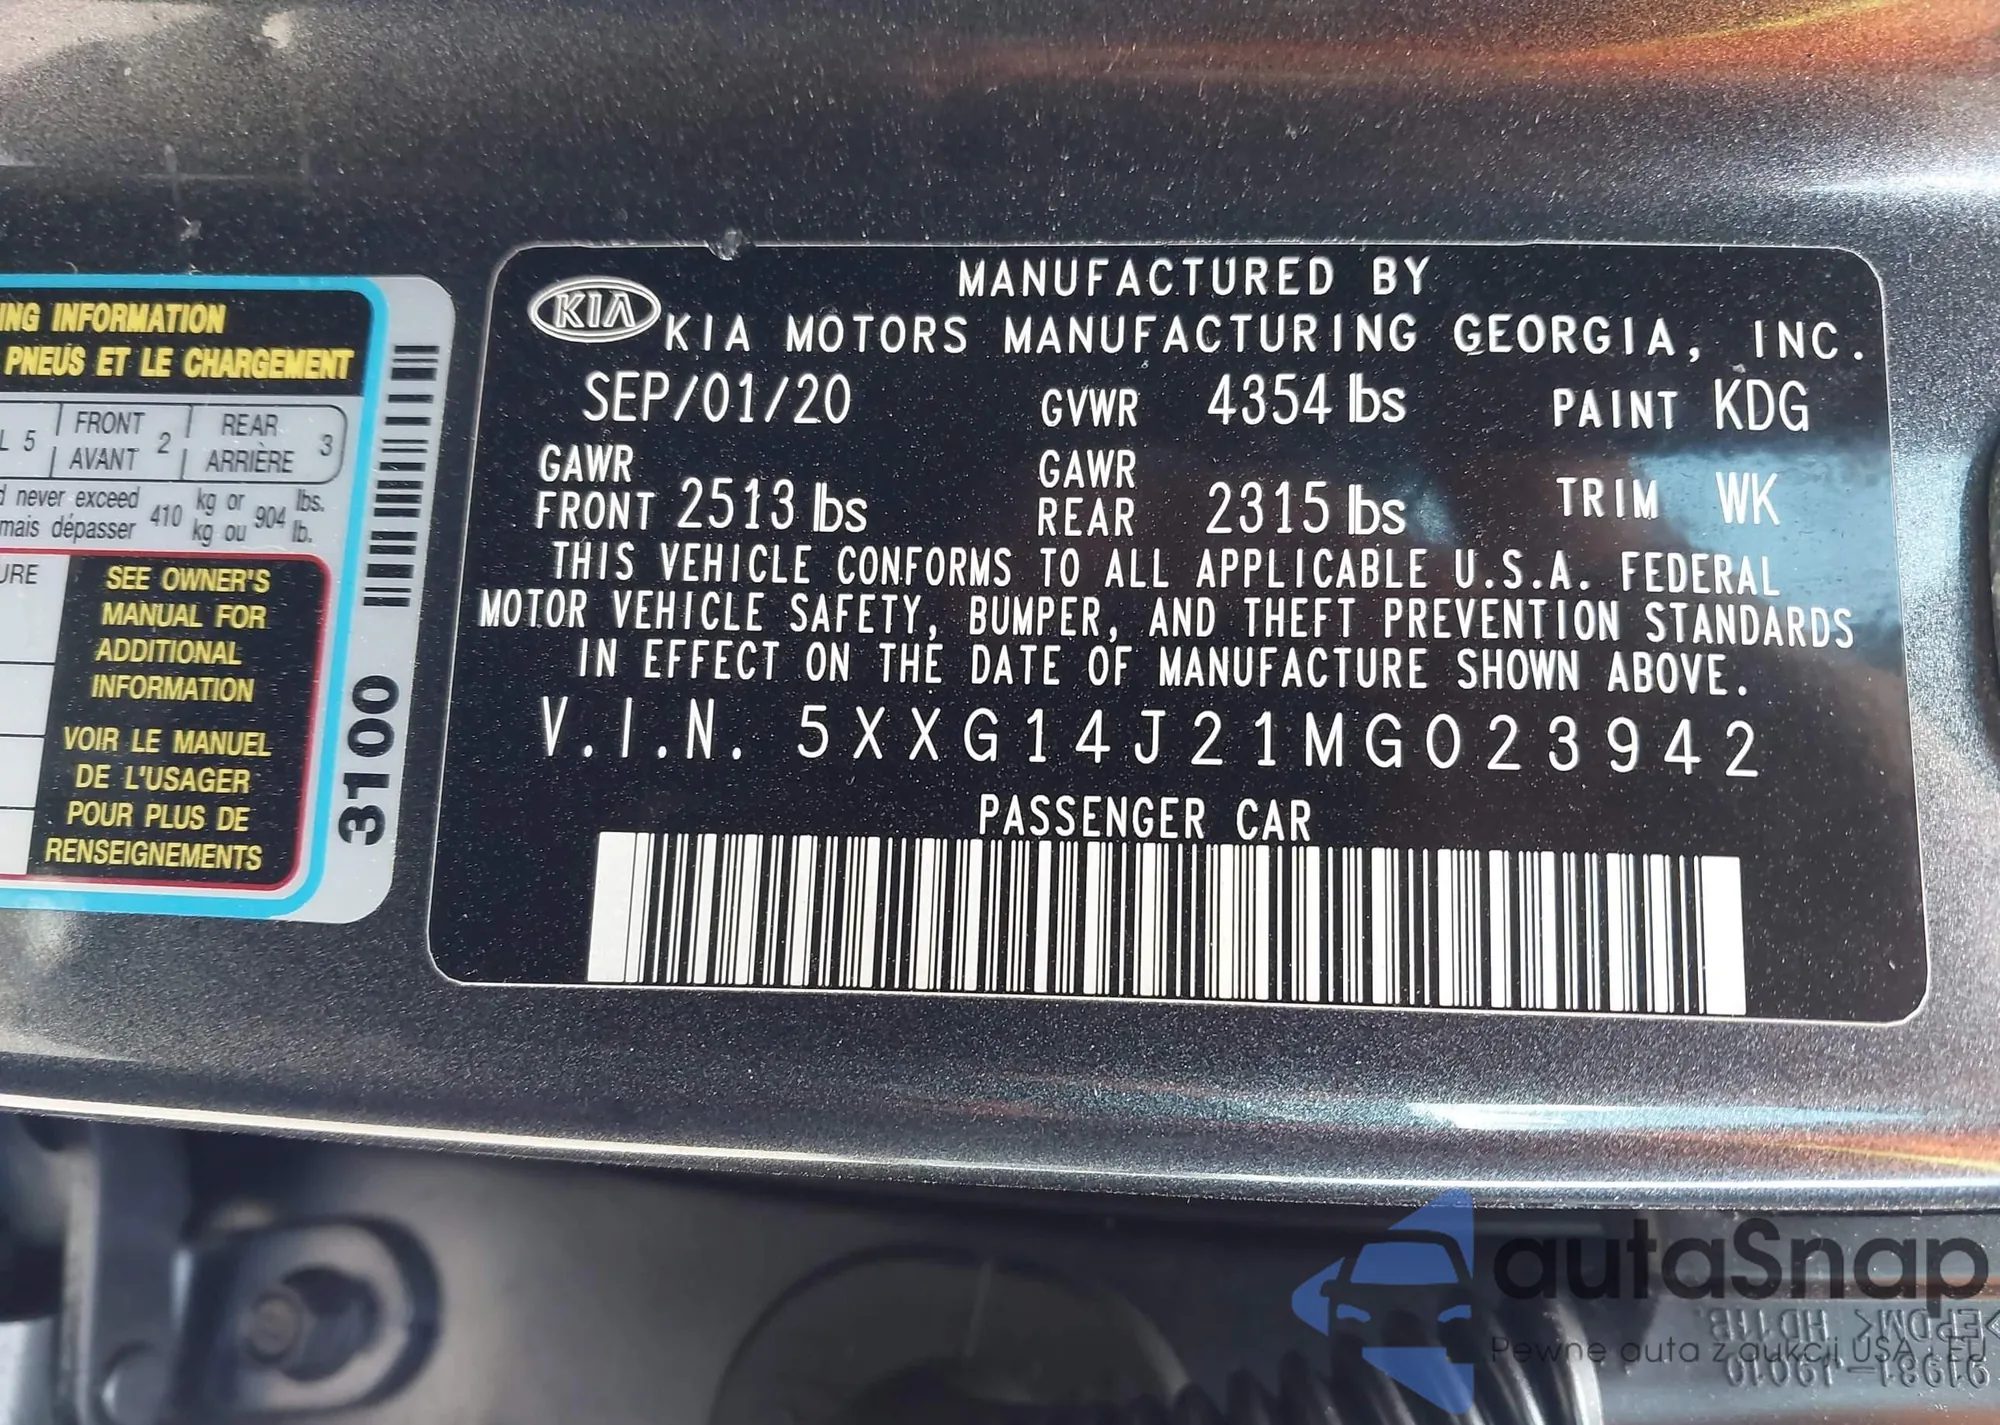 ING INFORMATION
PNEUS ET LE CHARGEMENT
L 5 FRONT 2 REAR 3
AVANT ARRIÈRE
never exceed 410 kg or 904 lbs.
mais dépasser kg ou lb.
URE
SEE OWNER'S
MANUAL FOR
ADDITIONAL
INFORMATION
VOIR LE MANUEL
DE L'USAGER
POUR PLUS DE
RENSEIGNEMENTS
3100
MANUFACTURED BY
KIA KIA MOTORS MANUFACTURING GEORGIA, INC.
SEP/01/20 GVWR 4354 lbs PAINT KDG
GAWR FRONT 2513 lbs GAWR REAR 2315 lbs TRIM WK
THIS VEHICLE CONFORMS TO ALL APPLICABLE U.S.A. FEDERAL
MOTOR VEHICLE SAFETY, BUMPER, AND THEFT PREVENTION STANDARDS
IN EFFECT ON THE DATE OF MANUFACTURE SHOWN ABOVE.
V.I.N. 5XXG14J21MG023942
PASSENGER CAR
autaSnap
Pewne auta z aukcji USA i EU
>EPDM< HD11B.